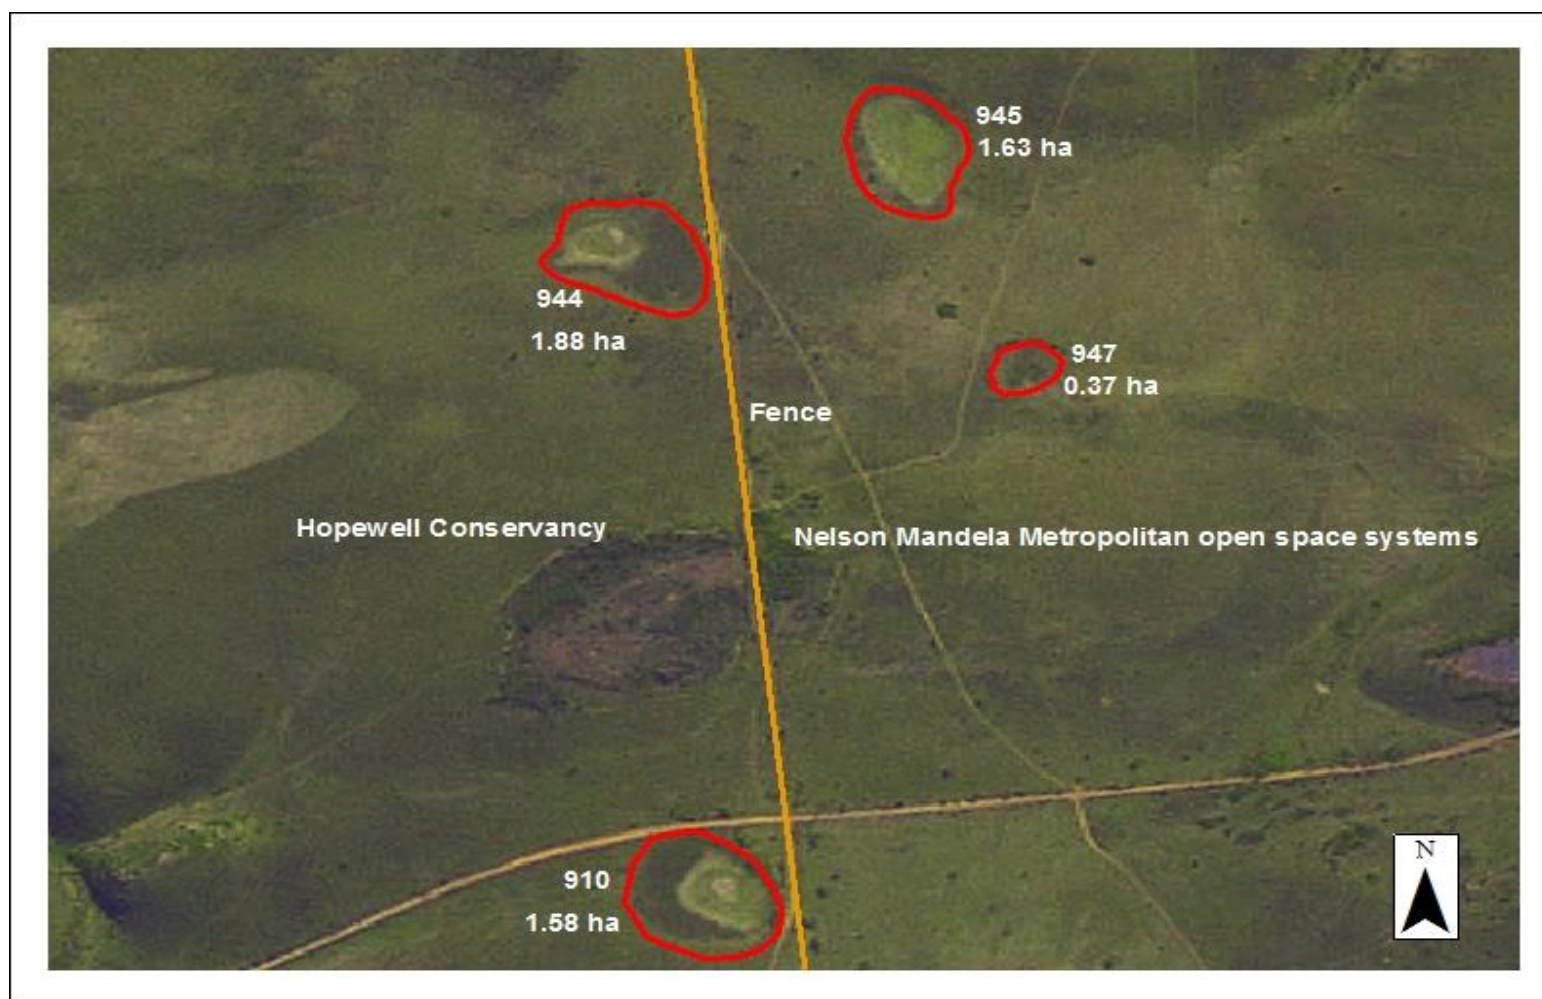 945
1.63 ha
944
1.88 ha
947
0.37 ha
Fence
Hopewell Conservancy
Nelson Mandela Metropolitan open space systems
910
1.58 ha
N